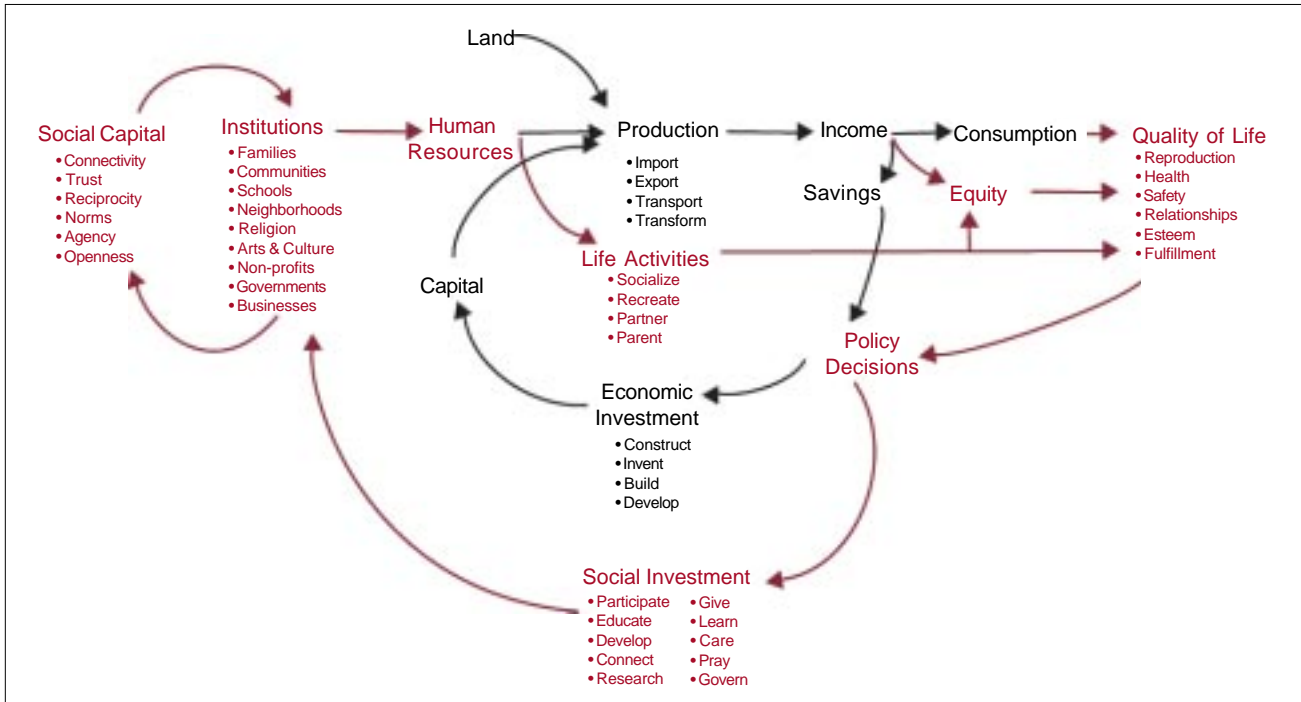 Land
Social Capital
• Connectivity
• Trust
• Reciprocity
• Norms
• Agency
• Openness
Institutions
• Families
• Communities
• Schools
• Neighborhoods
• Religion
• Arts & Culture
• Non-profits
• Governments
• Businesses
Human
Resources
Production
• Import
• Export
• Transport
• Transform
Income
Consumption
Quality of Life
• Reproduction
• Health
• Safety
• Relationships
• Esteem
• Fulfillment
Savings
Equity
Life Activities
• Socialize
• Recreate
• Partner
• Parent
Capital
Policy
Decisions
Economic
Investment
• Construct
• Invent
• Build
• Develop
Social Investment
• Participate
• Educate
• Develop
• Connect
• Research
• Give
• Learn
• Care
• Pray
• Govern